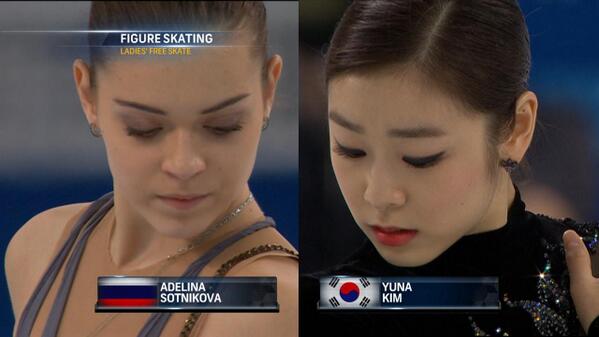 FIGURE SKATING
LADIES' FREE SKATE
ADELINA
SOTNIKOVA
YUNA
KIM